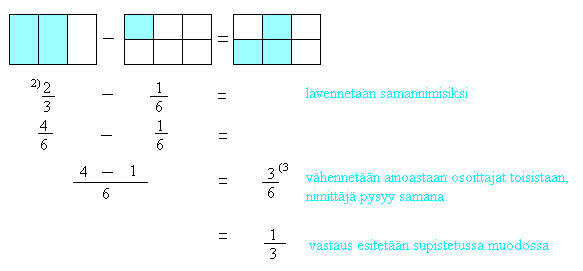 − =
2) 2/3 − 1/6 = lavennetaan samannimisiksi
4/6 − 1/6 =
4 − 1 / 6 = 3/6 (3 vähennetään ainoastaan osoittajat toisistaan,
nimittäjä pysyy samana
= 1/3 vastaus esitetään supistetussa muodossa